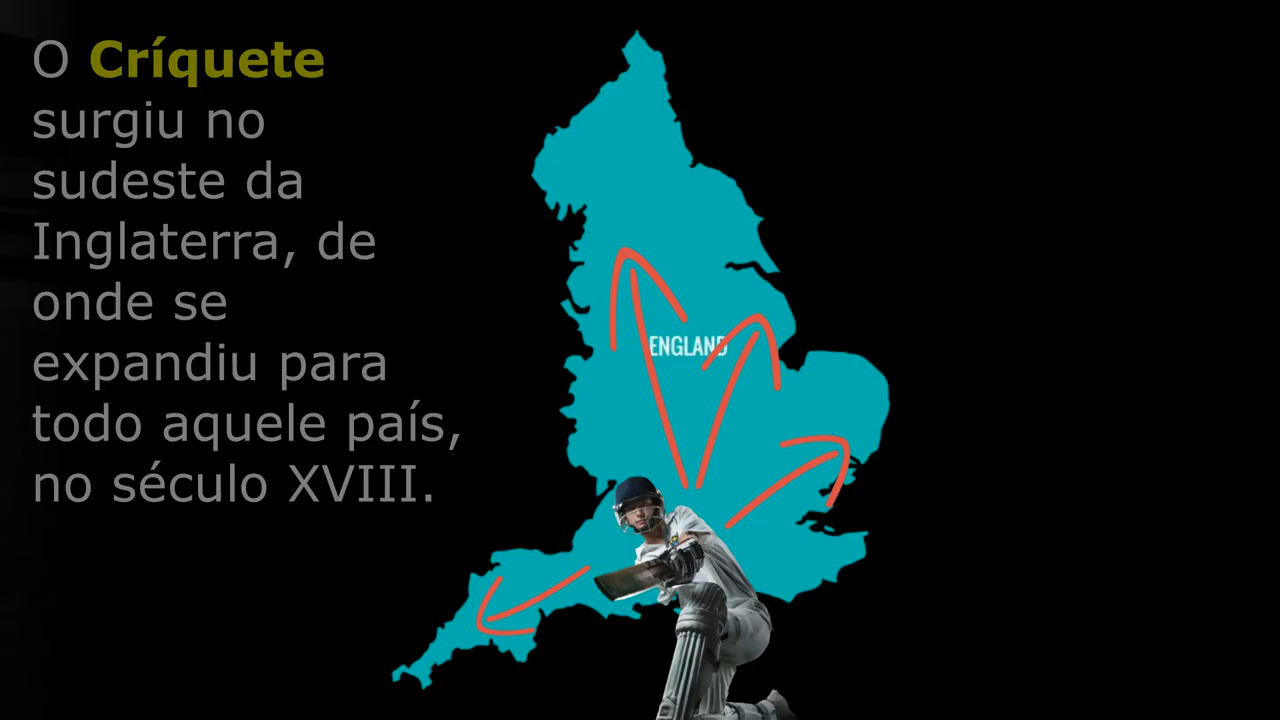 O Críquete
surgiu no
sudeste da
Inglaterra, de
onde se
expandiu para
todo aquele país,
no século XVIII.
ENGLAND